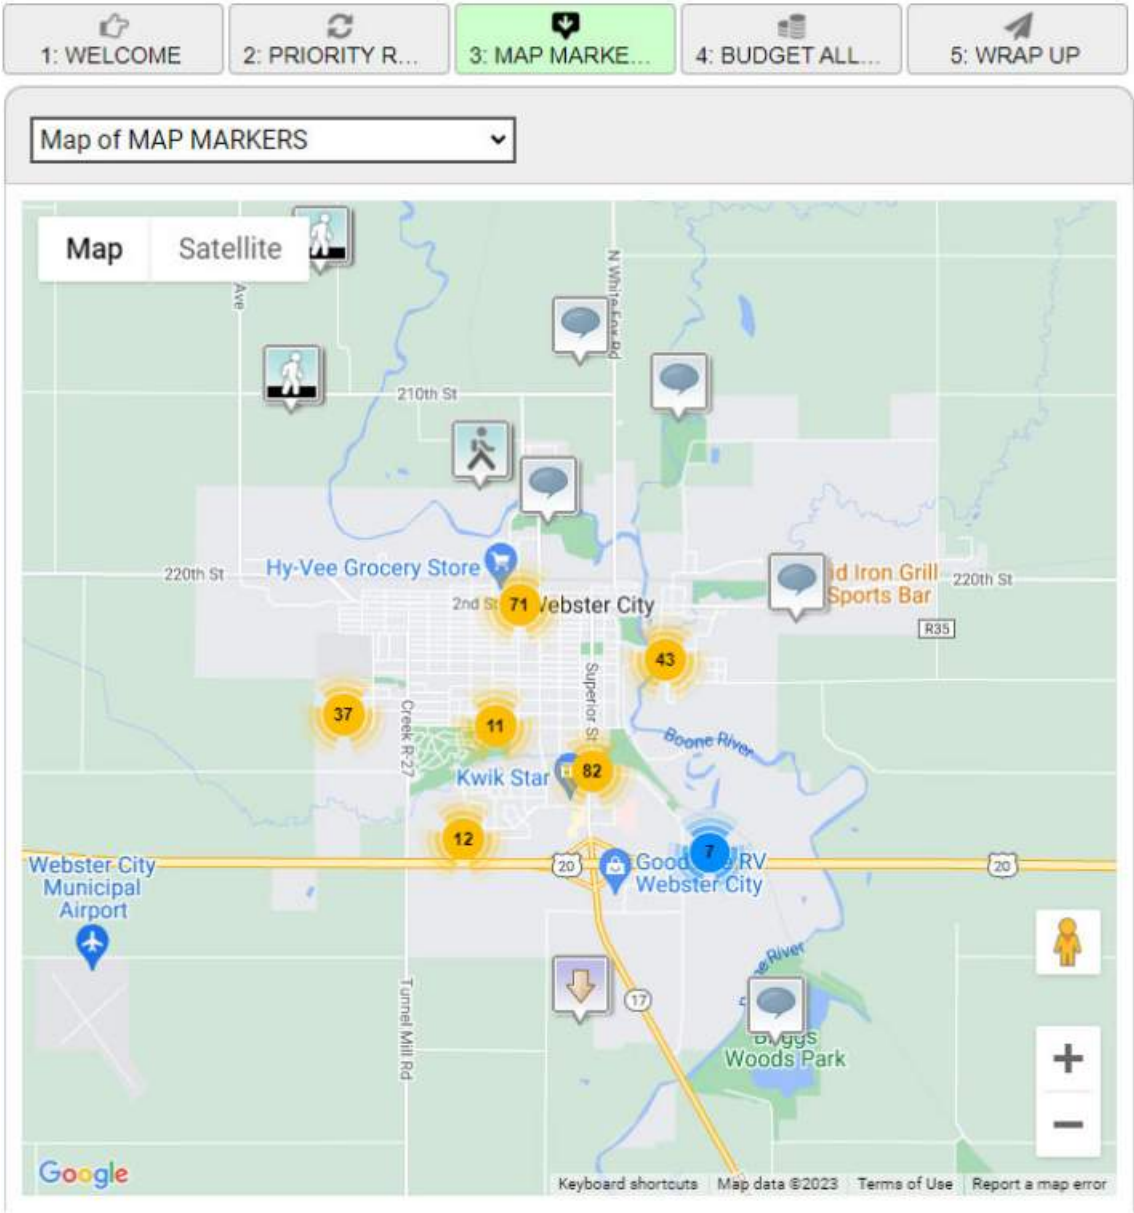 1: WELCOME
2: PRIORITY R...
3: MAP MARKE...
4: BUDGET ALL...
5: WRAP UP
Map of MAP MARKERS
Map
Satellite
Ave
N White Fox Rd
210th St
Hy-Vee Grocery Store
220th St
id Iron Grill
Sports Bar
220th St
2nd St
71
Webster City
R35
43
Superior St
37
11
Creek R-27
Boone River
Kwik Star
82
12
7
Webster City
Municipal
Airport
20
Good
RV
Webster City
20
River
17
Tunnel Mill Rd
Briggs
Woods Park
Google
Keyboard shortcuts
Map data ©2023
Terms of Use
Report a map error